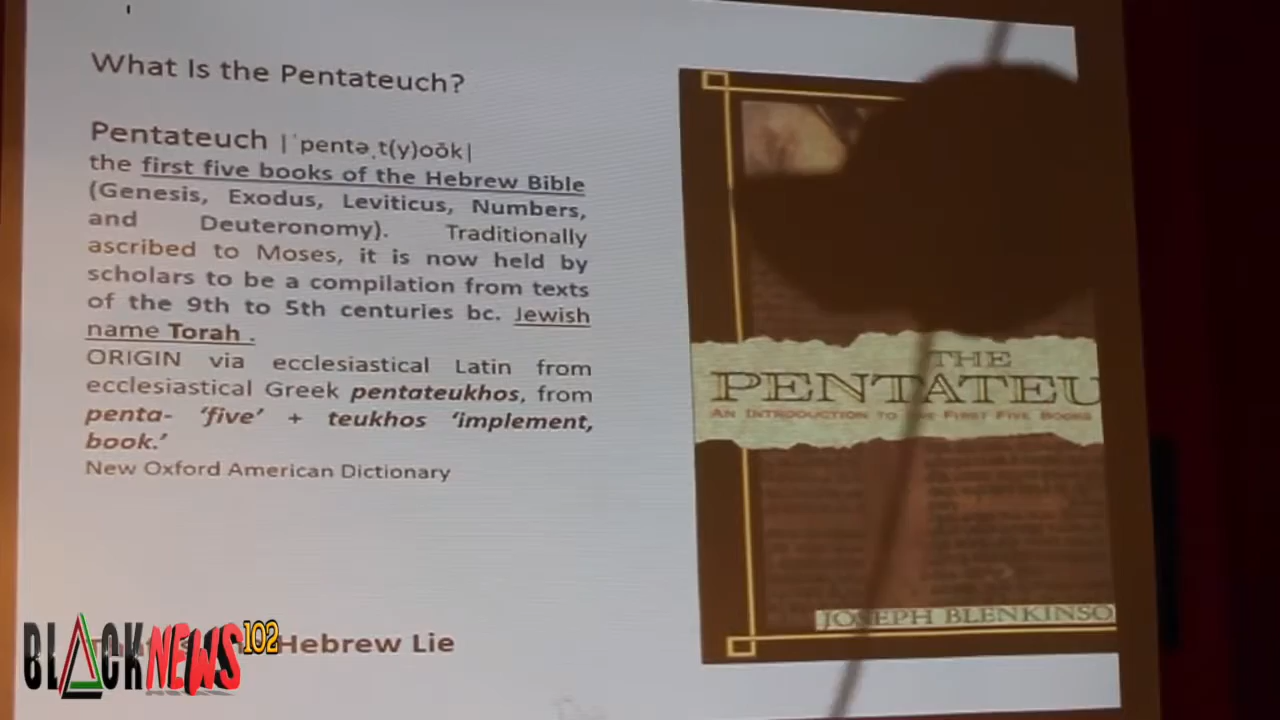 What Is the Pentateuch?
Pentateuch |ˈpentəˌt(y)o͝ok|
the first five books of the Hebrew Bible
(Genesis, Exodus, Leviticus, Numbers,
and Deuteronomy). Traditionally
ascribed to Moses, it is now held by
scholars to be a compilation from texts
of the 9th to 5th centuries bc. Jewish
name Torah .
ORIGIN via ecclesiastical Latin from
ecclesiastical Greek pentateukhos, from
penta- ‘five’ + teukhos ‘implement,
book.’
New Oxford American Dictionary
Hebrew Lie
BLACKNEWS102
THE
PENTATEU
AN INTRODUCTION TO THE FIRST FIVE BOOKS
JOSEPH BLENKINSO